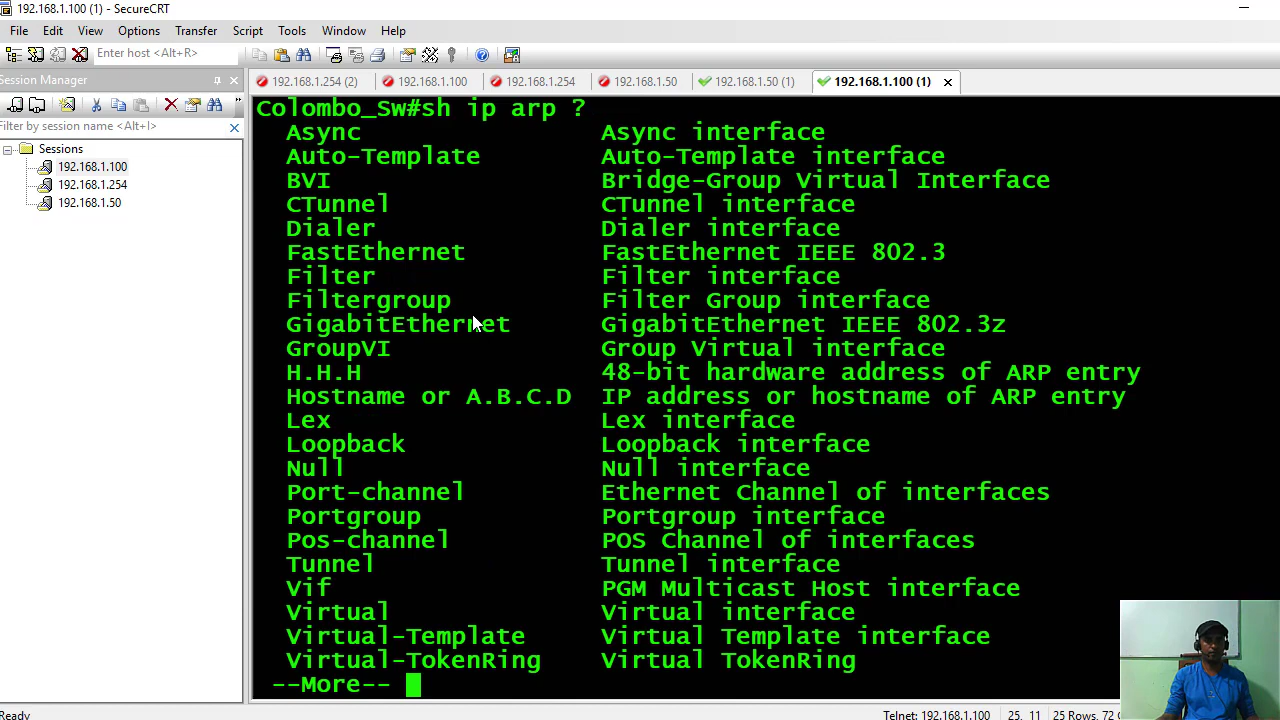 192.168.1.100 (1) - SecureCRT
File Edit View Options Transfer Script Tools Window Help
Enter host <Alt+R>
Session Manager
192.168.1.254 (2) 192.168.1.100 192.168.1.254 192.168.1.50 192.168.1.50 (1) 192.168.1.100 (1)
Filter by session name <Alt+I>
Sessions
192.168.1.100
192.168.1.254
192.168.1.50
Colombo_Sw#sh ip arp ?
Async Async interface
Auto-Template Auto-Template interface
BVI Bridge-Group Virtual Interface
CTunnel CTunnel interface
Dialer Dialer interface
FastEthernet FastEthernet IEEE 802.3
Filter Filter interface
Filtergroup Filter Group interface
GigabitEthernet GigabitEthernet IEEE 802.3z
GroupVI Group Virtual interface
H.H.H 48-bit hardware address of ARP entry
Hostname or A.B.C.D IP address or hostname of ARP entry
Lex Lex interface
Loopback Loopback interface
Null Null interface
Port-channel Ethernet Channel of interfaces
Portgroup Portgroup interface
Pos-channel POS Channel of interfaces
Tunnel Tunnel interface
Vif PGM Multicast Host interface
Virtual Virtual interface
Virtual-Template Virtual Template interface
Virtual-TokenRing Virtual TokenRing
--More--
Ready Telnet: 192.168.1.100 25, 11 25 Rows, 72 C